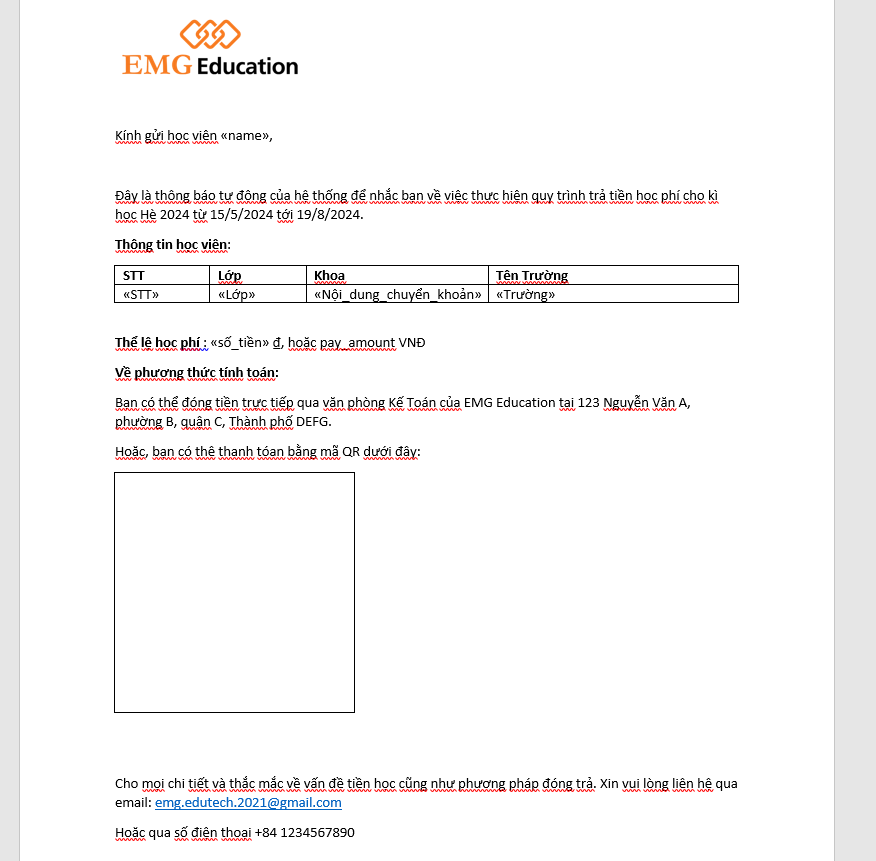 EMG Education
Kính gửi học viên «name»,
Đây là thông báo tự động của hệ thống để nhắc bạn về việc thực hiện quy trình trả tiền học phí cho kì
học Hè 2024 từ 15/5/2024 tới 19/8/2024.
Thông tin học viên:
STT Lớp Khoa Tên Trường
«STT» «Lớp» «Nội_dung_chuyển_khoản» «Trường»
Thể lệ học phí : «số_tiền» đ, hoặc pay_amount VNĐ
Về phương thức tính toán:
Bạn có thể đóng tiền trực tiếp qua văn phòng Kế Toán của EMG Education tại 123 Nguyễn Văn A,
phường B, quận C, Thành phố DEFG.
Hoặc, bạn có thê thanh tóan bằng mã QR dưới đây:
Cho mọi chi tiết và thắc mắc về vấn đề tiền học cũng như phương pháp đóng trả. Xin vui lòng liên hệ qua
email: emg.edutech.2021@gmail.com
Hoặc qua số điện thoại +84 1234567890